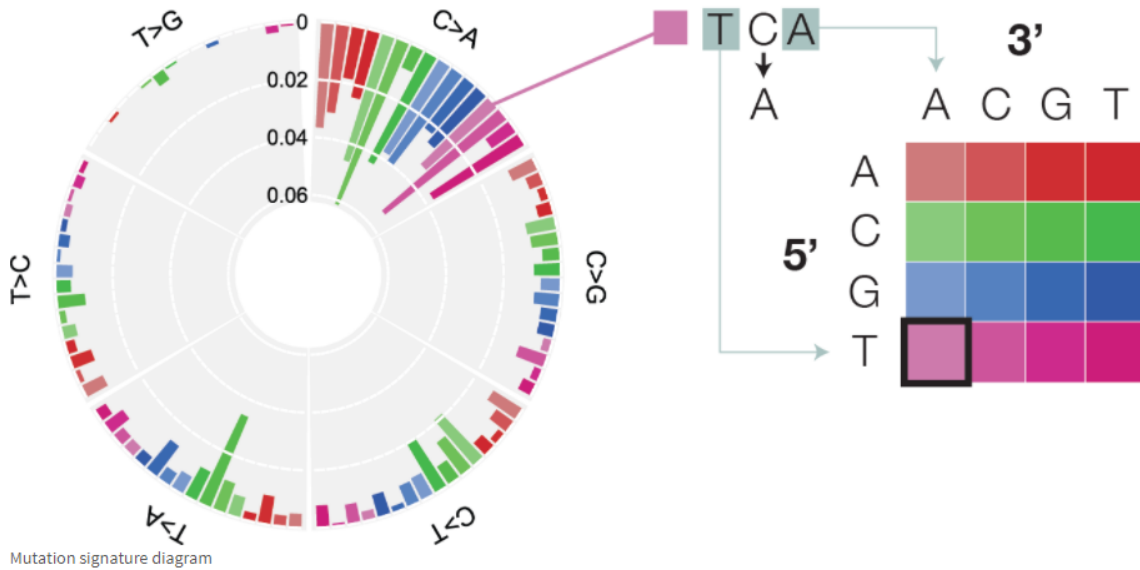 T>G
0
C>A
0.02
0.04
0.06
T>C
C>G
T>A
C>T
T C A
A
3’
A C G T
A
C
5’
G
T
Mutation signature diagram